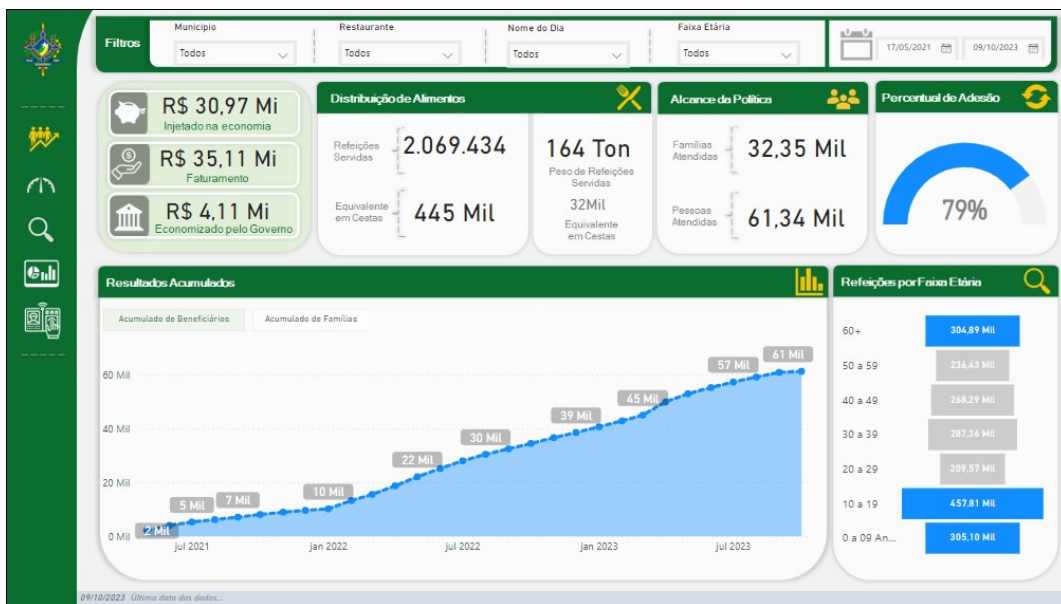 Filtros
Município
Todos
Restaurante
Todos
Nome do Dia
Todos
Faixa Etária
Todos
17/05/2021
09/10/2023
R$ 30,97 Mi
Injetado na economia
R$ 35,11 Mi
Faturamento
R$ 4,11 Mi
Economizado pelo Governo
Distribuição de Alimentos
Refeições
Servidas
2.069.434
Equivalente
em Cestas
445 Mil
164 Ton
Peso de Refeições
Servidas
32Mil
Equivalente
em Cestas
Alcance da Política
Famílias
Atendidas
32,35 Mil
Pessoas
Atendidas
61,34 Mil
Percentual de Adesão
79%
Resultados Acumulados
Acumulado de Beneficiários
Acumulado de Famílias
60 Mil
40 Mil
20 Mil
0 Mil
2 Mil
5 Mil
7 Mil
10 Mil
22 Mil
30 Mil
39 Mil
45 Mil
57 Mil
61 Mil
jul 2021
jan 2022
jul 2022
jan 2023
jul 2023
Refeições por Faixa Etária
60+
304,89 Mil
50 a 59
236,43 Mil
40 a 49
268,29 Mil
30 a 39
287,36 Mil
20 a 29
209,57 Mil
10 a 19
457,81 Mil
0 a 09 An...
305,10 Mil
09/10/2023 Última data dos dados...